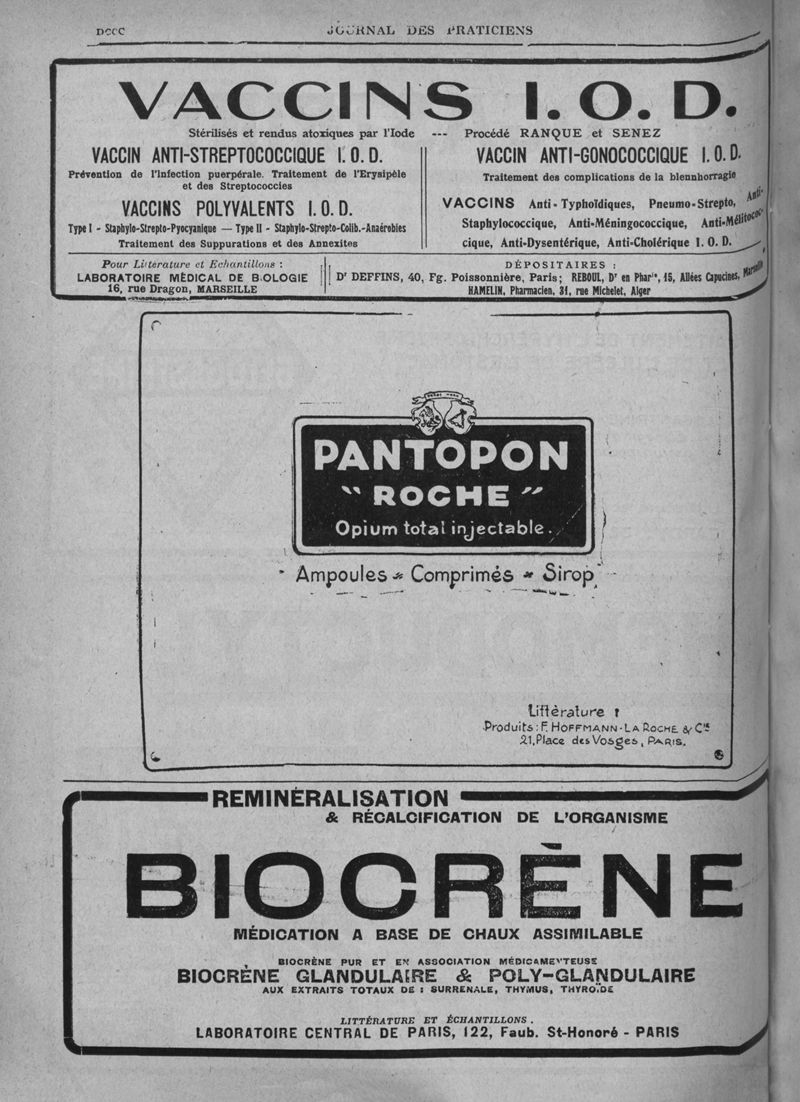 DCCC
JOURNAL DES PRATICIENS
VACCINS I.O.D.
Stérilisés et rendus atoxiques par l'Iode --- Procédé RANQUE et SENEZ
VACCIN ANTI-STREPTOCOCCIQUE I.O.D.
Prévention de l'Infection puerpérale. Traitement de l'Erysipèle
et des Streptococcies
VACCINS POLYVALENTS I.O.D.
Type I - Staphylo-Strepto-Pyocyanique — Type II - Staphylo-Strepto-Colib.-Anaérobies
Traitement des Suppurations et des Annexites
VACCIN ANTI-GONOCOCCIQUE I.O.D.
Traitement des complications de la blennhorragie
VACCINS Anti-Typhoïdiques, Pneumo-Strepto, Anti-
Staphylococcique, Anti-Méningococcique, Anti-Mélitococ-
cique, Anti-Dysentérique, Anti-Cholérique I.O.D.
Pour Littérature et Echantillons :
LABORATOIRE MÉDICAL DE BIOLOGIE
16, rue Dragon, MARSEILLE
DÉPOSITAIRES :
Dr DEFFINS, 40, Fg. Poissonnière, Paris; REBOUL, Dr en Phar¹ᵉ, 15, Allées Capucines, Marseille
HAMELIN, Pharmacien, 31, rue Michelet, Alger
PANTOPON
"ROCHE"
Opium total injectable.
Ampoules - Comprimés - Sirop
Littérature :
Produits: F. HOFFMANN-LA ROCHE & Cie
21, Place des Vosges, PARIS.
REMINÉRALISATION
& RÉCALCIFICATION DE L'ORGANISME
BIOCRÈNE
MÉDICATION A BASE DE CHAUX ASSIMILABLE
BIOCRÈNE PUR ET EN ASSOCIATION MÉDICAMENTEUSE
BIOCRÈNE GLANDULAIRE & POLY-GLANDULAIRE
AUX EXTRAITS TOTAUX DE : SURRENALE, THYMUS, THYROÏDE
LITTÉRATURE ET ÉCHANTILLONS.
LABORATOIRE CENTRAL DE PARIS, 122, Faub. St-Honoré - PARIS